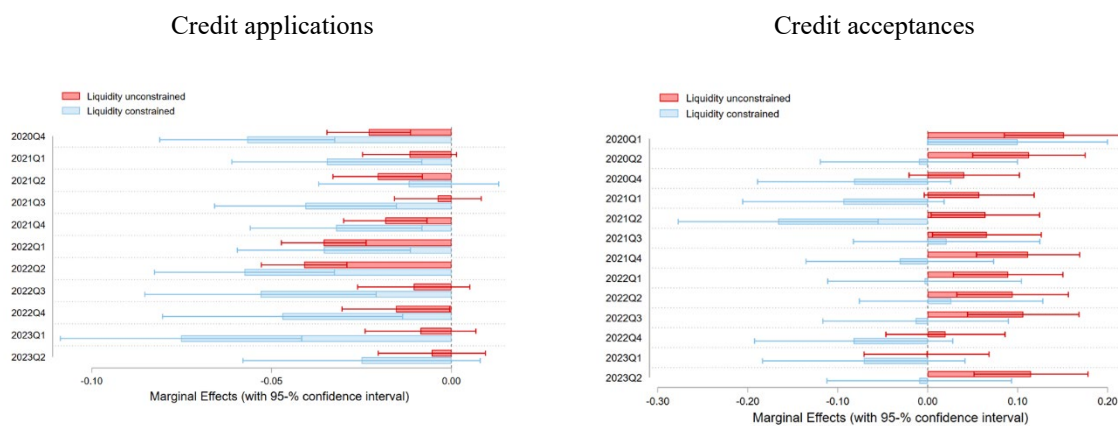 Credit applications
Liquidity unconstrained
Liquidity constrained
2020Q4
2021Q1
2021Q2
2021Q3
2021Q4
2022Q1
2022Q2
2022Q3
2022Q4
2023Q1
2023Q2
-0.10 -0.05 0.00
Marginal Effects (with 95-% confidence interval)
Credit acceptances
Liquidity unconstrained
Liquidity constrained
2020Q1
2020Q2
2020Q4
2021Q1
2021Q2
2021Q3
2021Q4
2022Q1
2022Q2
2022Q3
2022Q4
2023Q1
2023Q2
-0.30 -0.20 -0.10 0.00 0.10 0.20
Marginal Effects (with 95-% confidence interval)